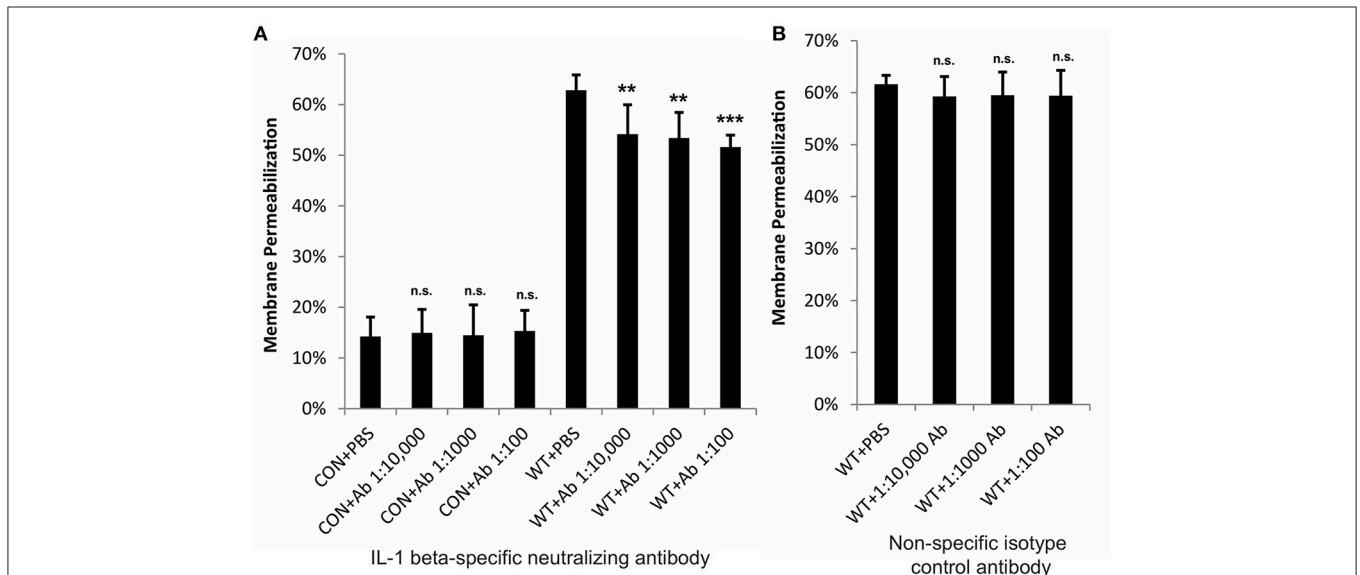 A
70%
60%
50%
40%
30%
20%
10%
0%
Membrane Permeabilization
n.s.
n.s.
n.s.
**
**
***
CON+PBS
CON+Ab 1:10,000
CON+Ab 1:1000
CON+Ab 1:100
WT+PBS
WT+Ab 1:10,000
WT+Ab 1:1000
WT+Ab 1:100
IL-1 beta-specific neutralizing antibody
B
70%
60%
50%
40%
30%
20%
10%
0%
Membrane Permeabilization
n.s.
n.s.
n.s.
WT+PBS
WT+1:10,000 Ab
WT+1:1000 Ab
WT+1:100 Ab
Non-specific isotype
control antibody